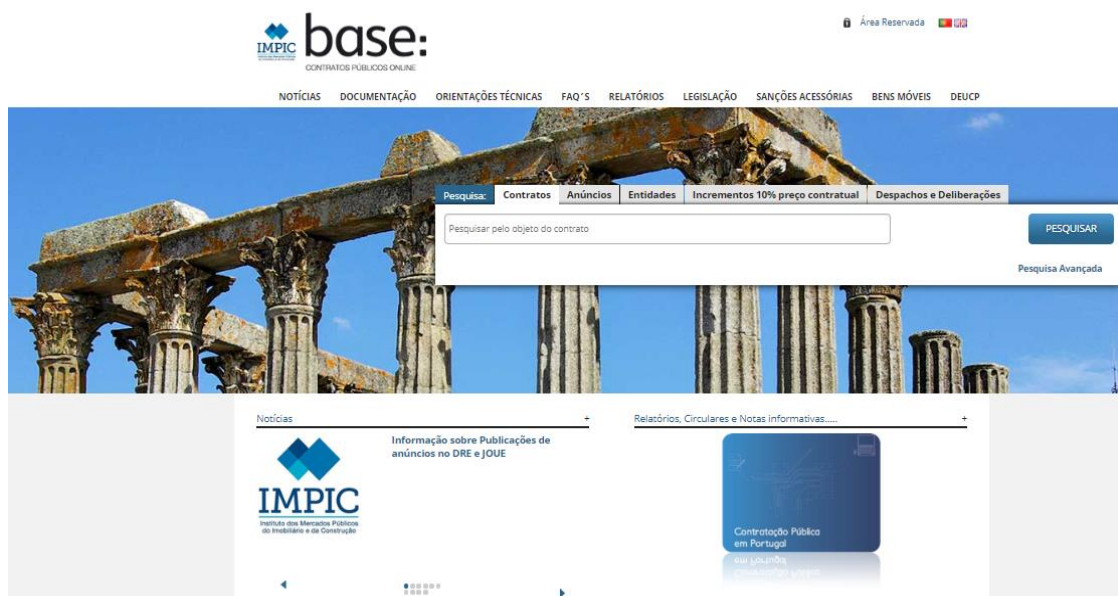 IMPIC
base:
CONTRATOS PÚBLICOS ONLINE
Área Reservada
NOTÍCIAS DOCUMENTAÇÃO ORIENTAÇÕES TÉCNICAS FAQ´S RELATÓRIOS LEGISLAÇÃO SANÇÕES ACESSÓRIAS BENS MÓVEIS DEUCP
Pesquisa: Contratos Anúncios Entidades Incrementos 10% preço contratual Despachos e Deliberações
Pesquisar pelo objeto do contrato
PESQUISAR
Pesquisa Avançada
Notícias +
Informação sobre Publicações de
anúncios no DRE e JOUE
IMPIC
Instituto dos Mercados Públicos
do Imobiliário e da Construção
Relatórios, Circulares e Notas informativas..... +
Contratação Pública
em Portugal